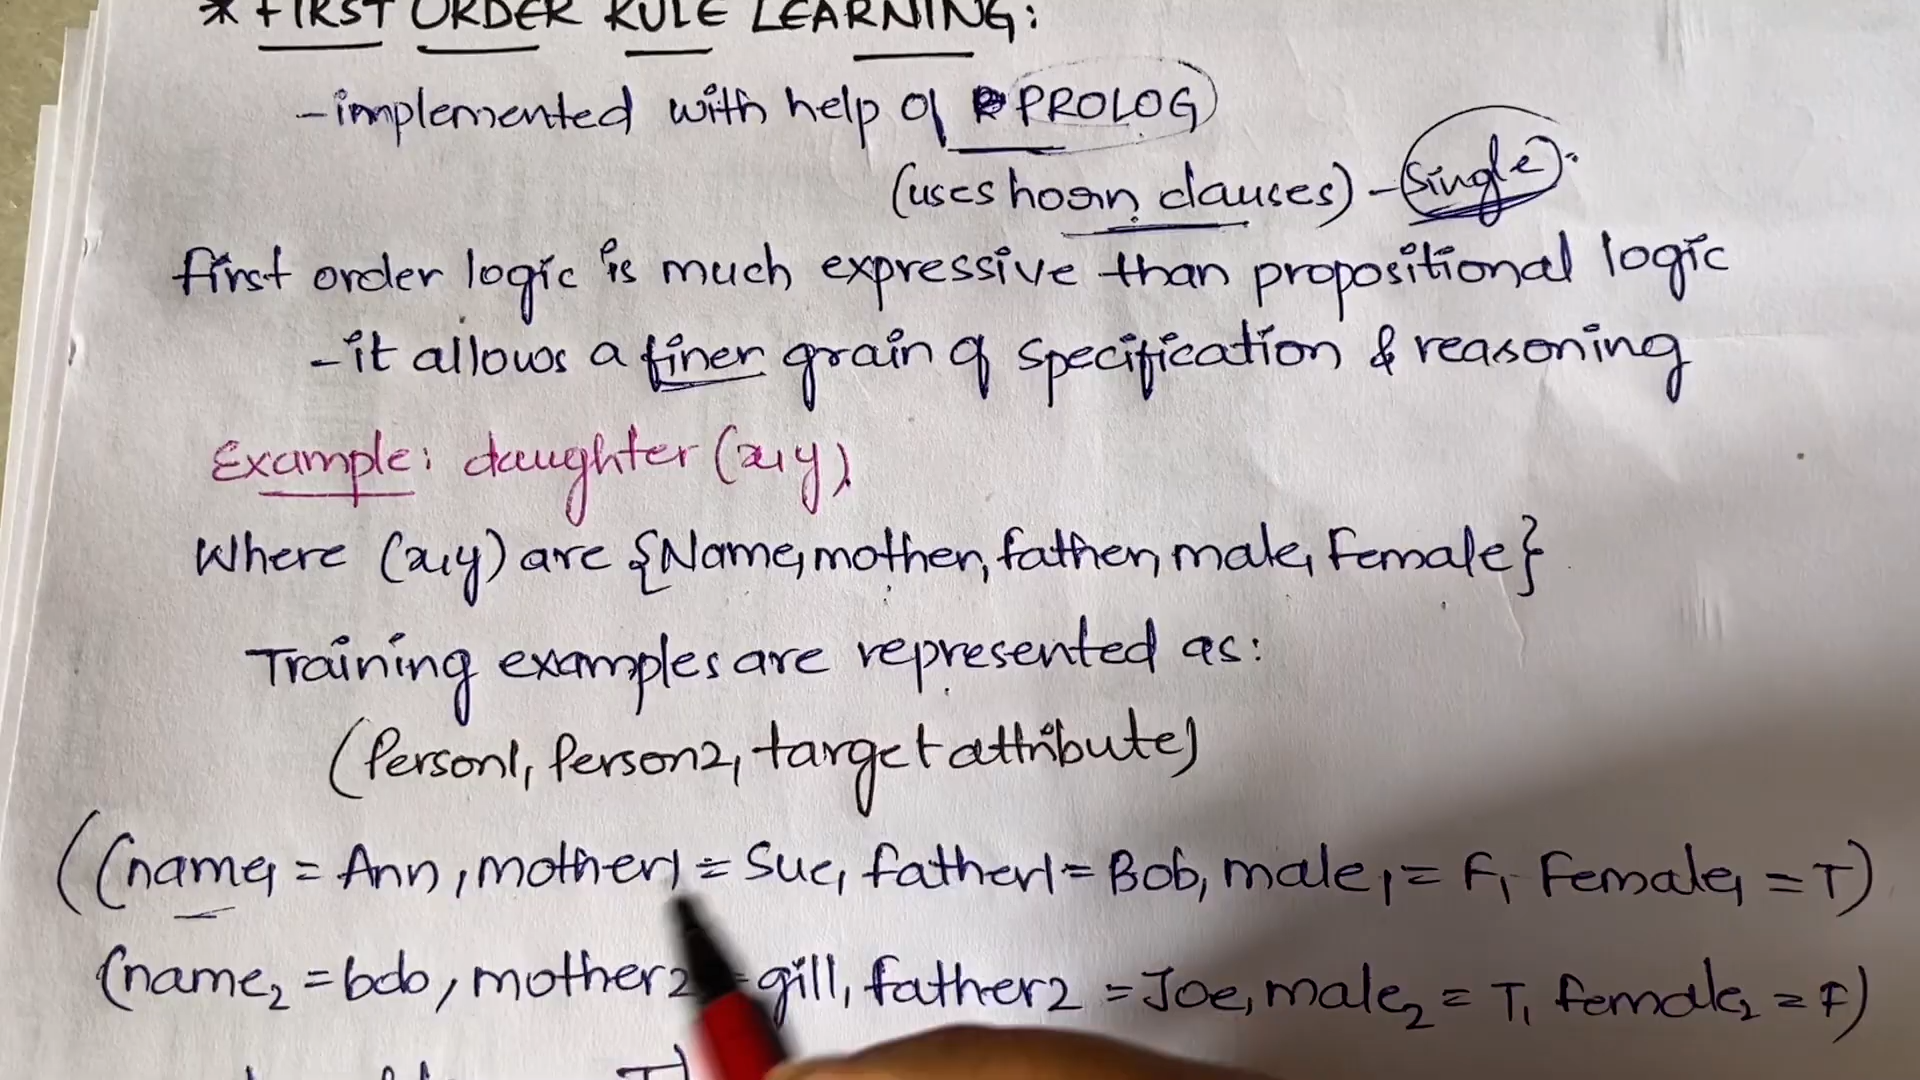 * FIRST ORDER RULE LEARNING:
-implemented with help of PROLOG
(uses horn clauses) - Single
first order logic is much expressive than propositional logic
-it allows a finer grain of specification & reasoning
Example: daughter (x,y)
Where (x,y) are {Name, mother, father, male, Female}
Training examples are represented as:
(Person1, Person2, target attribute)
((name1 = Ann, mother1 = Sue, father1 = Bob, male1 = F, Female1 = T)
(name2 = bob, mother2 = gill, father2 = Joe, male2 = T, female2 = F)
T)